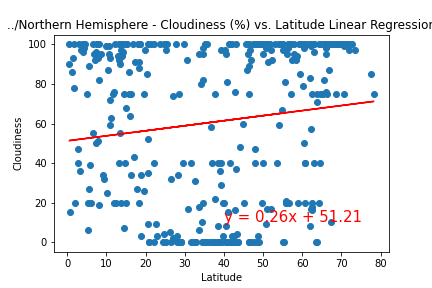 ../Northern Hemisphere - Cloudiness (%) vs. Latitude Linear Regression
100
80
60
40
20
0
Cloudiness
y = 0.26x + 51.21
0 10 20 30 40 50 60 70 80
Latitude